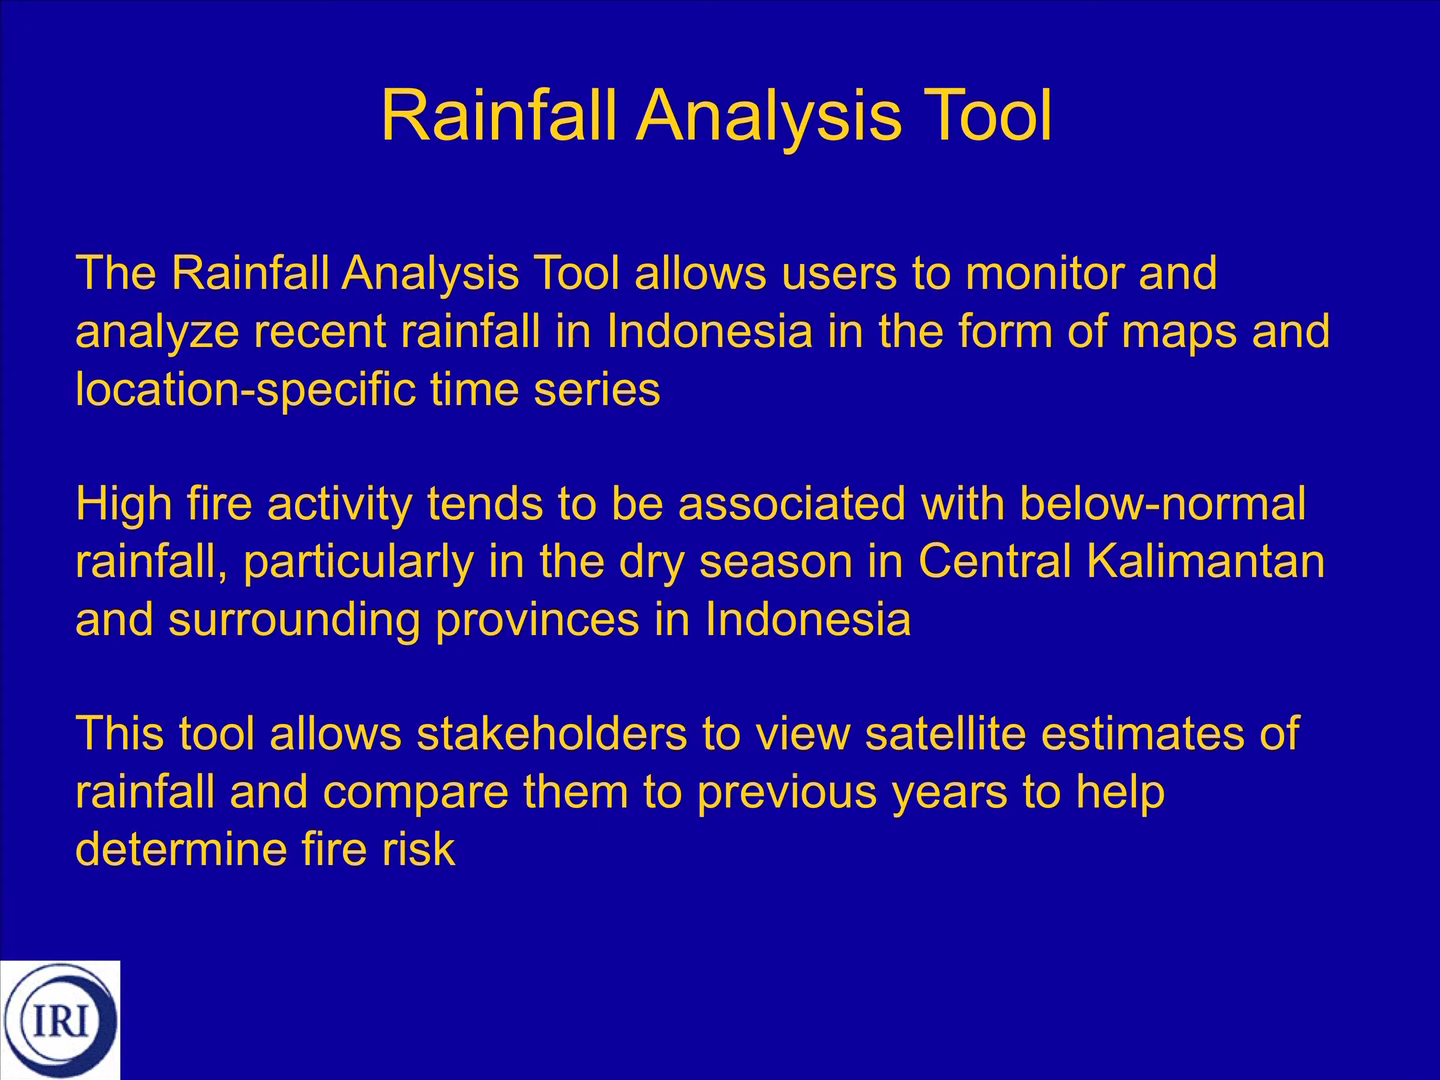 Rainfall Analysis Tool
The Rainfall Analysis Tool allows users to monitor and
analyze recent rainfall in Indonesia in the form of maps and
location-specific time series
High fire activity tends to be associated with below-normal
rainfall, particularly in the dry season in Central Kalimantan
and surrounding provinces in Indonesia
This tool allows stakeholders to view satellite estimates of
rainfall and compare them to previous years to help
determine fire risk
IRI